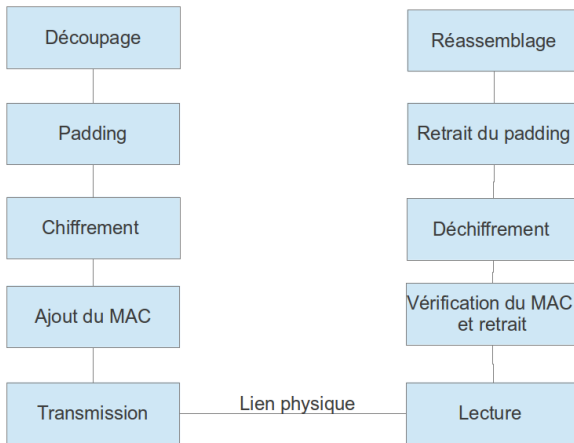 Découpage
Réassemblage
Padding
Retrait du padding
Chiffrement
Déchiffrement
Ajout du MAC
Vérification du MAC
et retrait
Transmission
Lien physique
Lecture